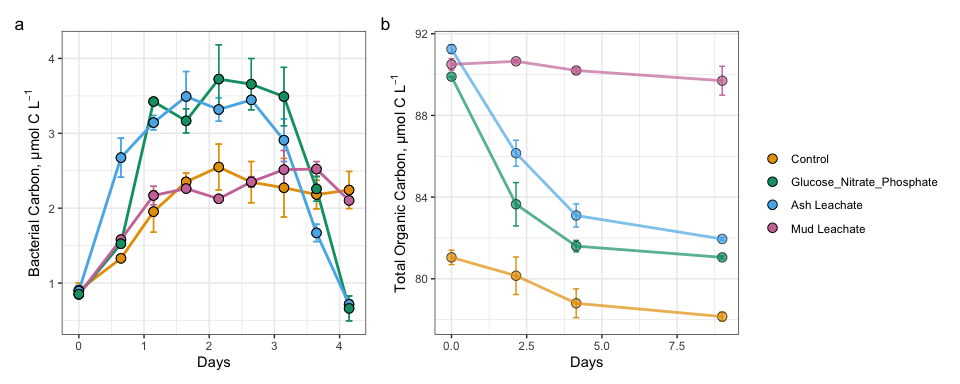 a
Bacterial Carbon, μmol C L⁻¹
4
3
2
1
0 1 2 3 4
Days
b
Total Organic Carbon, μmol C L⁻¹
92
88
84
80
0.0 2.5 5.0 7.5
Days
Control
Glucose_Nitrate_Phosphate
Ash Leachate
Mud Leachate